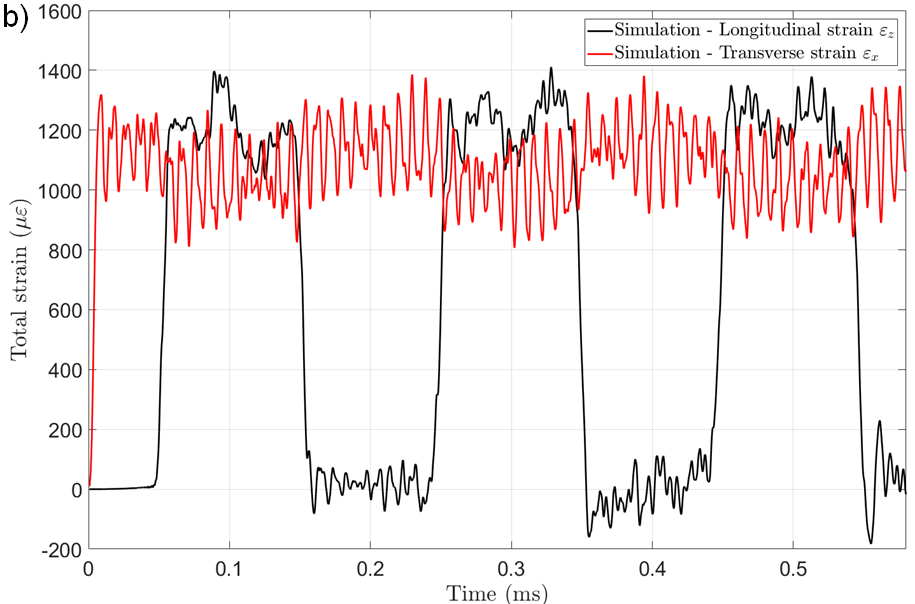 b)
1600
Simulation - Longitudinal strain εz
Simulation - Transverse strain εx
1400
1200
1000
800
600
400
200
0
-200
Total strain (με)
0 0.1 0.2 0.3 0.4 0.5
Time (ms)